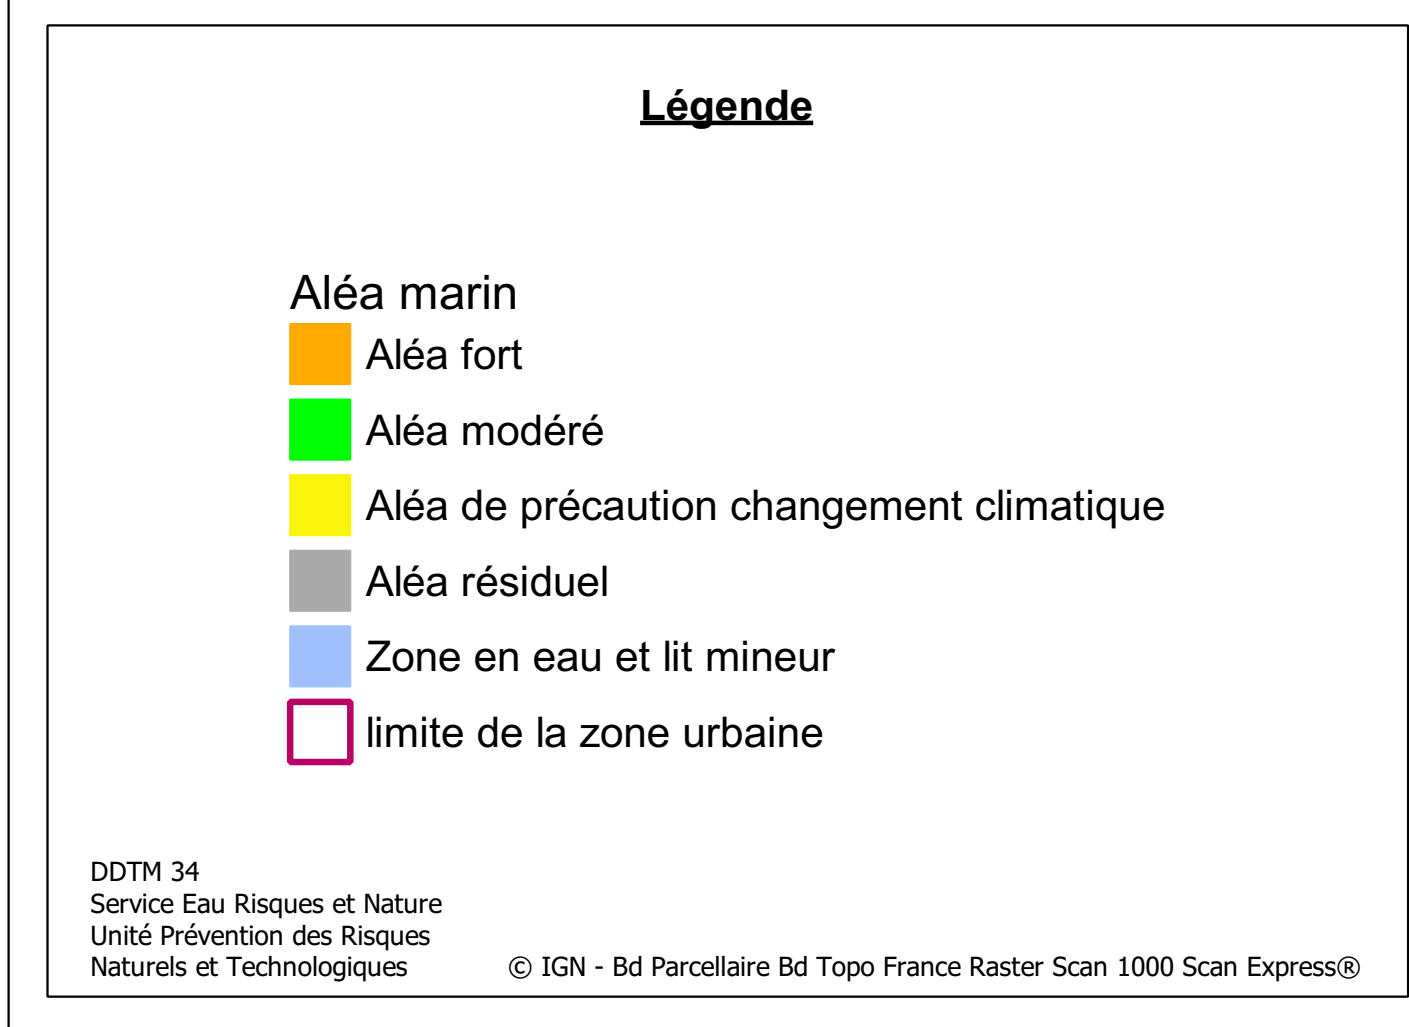 Légende
Aléa marin
Aléa fort
Aléa modéré
Aléa de précaution changement climatique
Aléa résiduel
Zone en eau et lit mineur
limite de la zone urbaine
DDTM 34
Service Eau Risques et Nature
Unité Prévention des Risques
Naturels et Technologiques
© IGN - Bd Parcellaire Bd Topo France Raster Scan 1000 Scan Express®